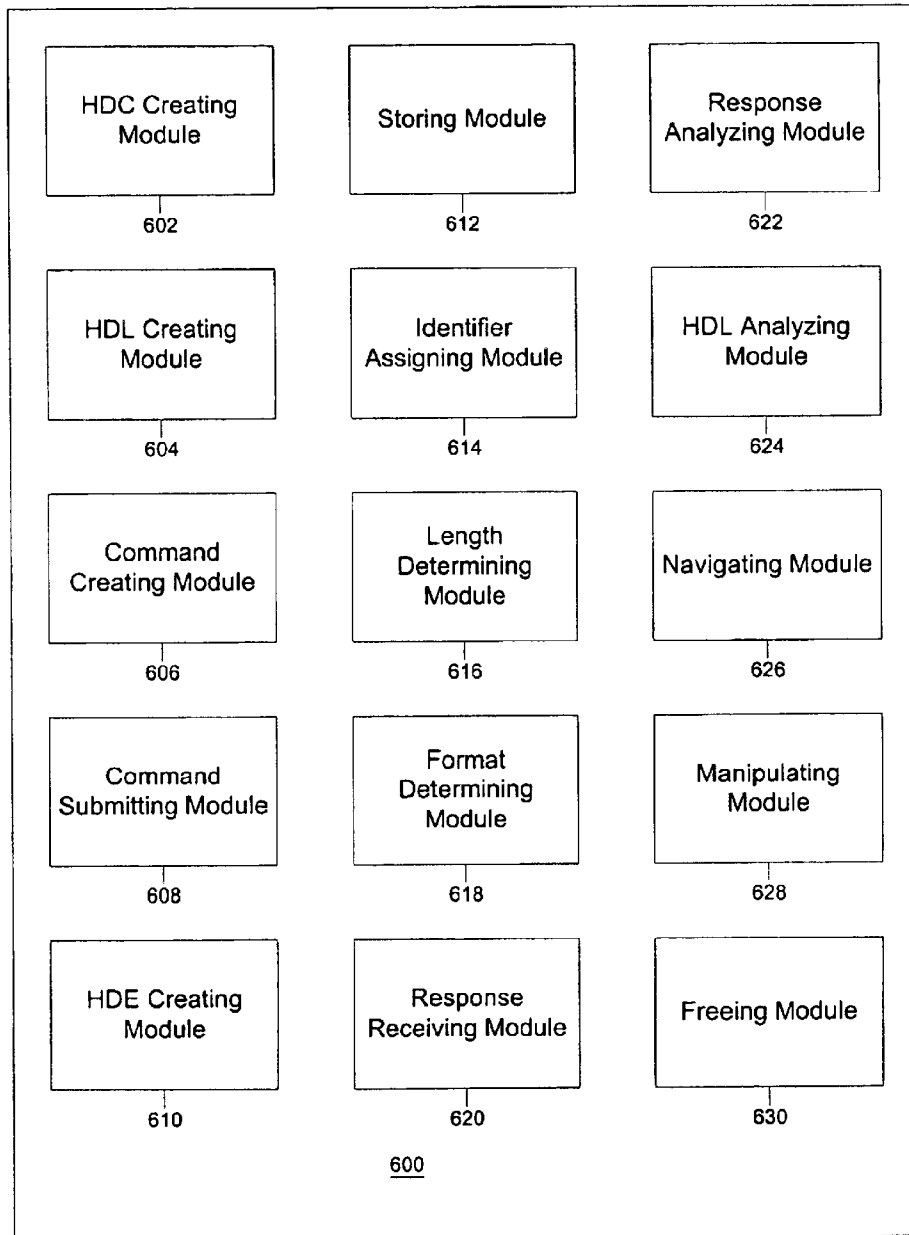 HDC Creating
Module
602
Storing Module
612
Response
Analyzing Module
622
HDL Creating
Module
604
Identifier
Assigning Module
614
HDL Analyzing
Module
624
Command
Creating Module
606
Length
Determining
Module
616
Navigating Module
626
Command
Submitting Module
608
Format
Determining
Module
618
Manipulating
Module
628
HDE Creating
Module
610
Response
Receiving Module
620
Freeing Module
630
600